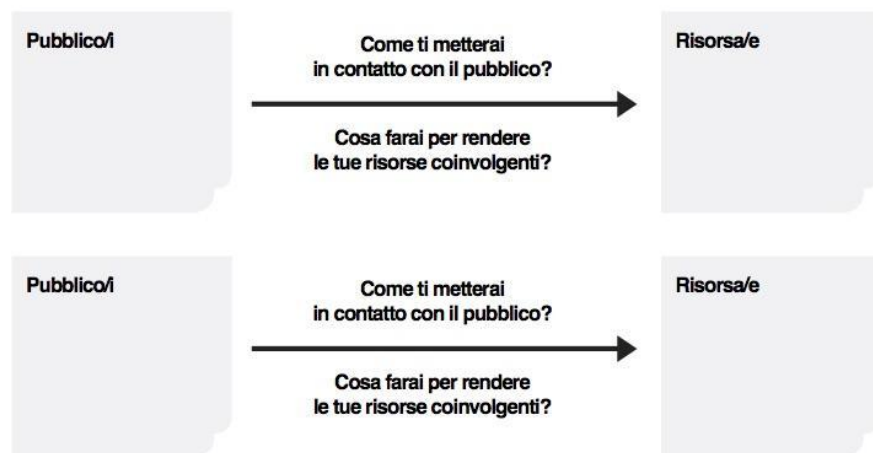 Pubblico/i
Come ti metterai
in contatto con il pubblico?
Cosa farai per rendere
le tue risorse coinvolgenti?
Risorsa/e
Pubblico/i
Come ti metterai
in contatto con il pubblico?
Cosa farai per rendere
le tue risorse coinvolgenti?
Risorsa/e